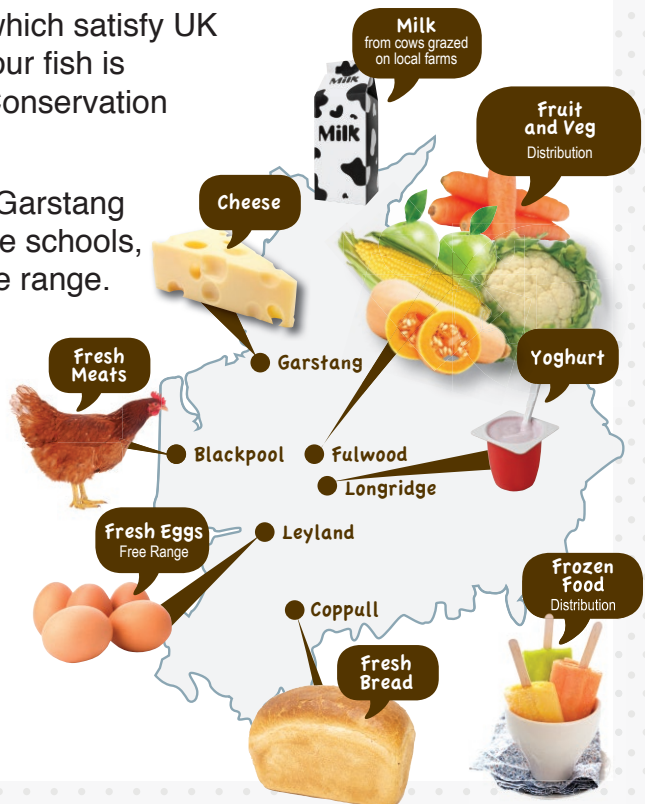 which satisfy UK
our fish is
Conservation
Garstang
e schools,
e range.
Milk
from cows grazed
on local farms
Milk
Milk
Fruit
and Veg
Distribution
Cheese
Fresh
Meats
Garstang
Yoghurt
Blackpool
Fulwood
Longridge
Fresh Eggs
Free Range
Leyland
Frozen
Food
Distribution
Coppull
Fresh
Bread